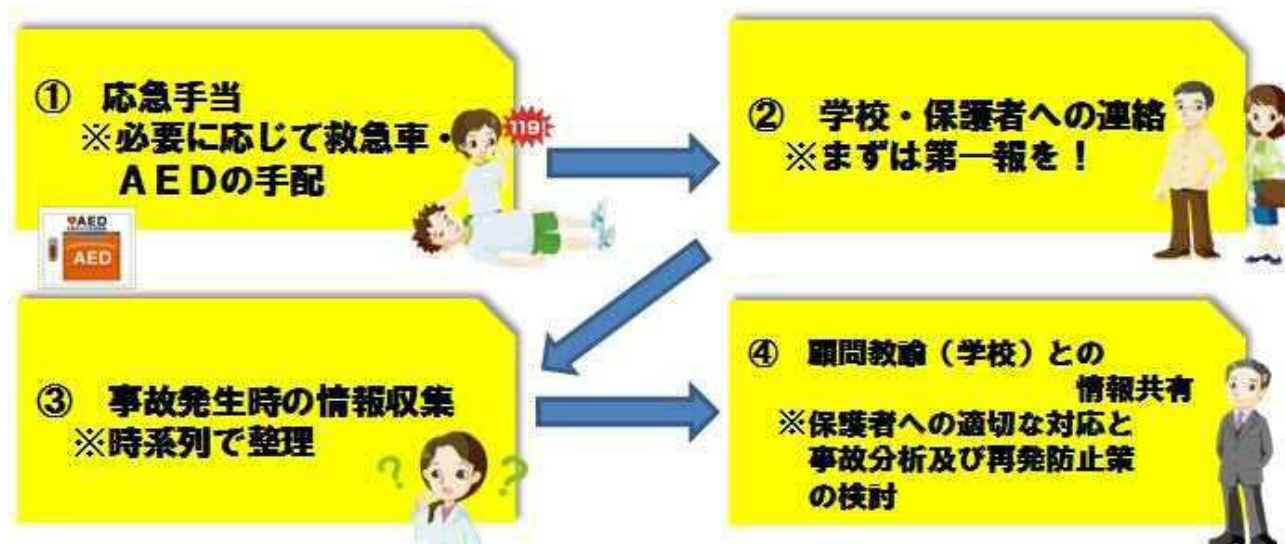 ① 応急手当
※必要に応じて救急車・
ＡＥＤの手配
119
AED
AED
② 学校・保護者への連絡
※まずは第一報を！
③ 事故発生時の情報収集
※時系列で整理
？ ？
④ 顧問教諭（学校）との
情報共有
※保護者への適切な対応と
事故分析及び再発防止策
の検討